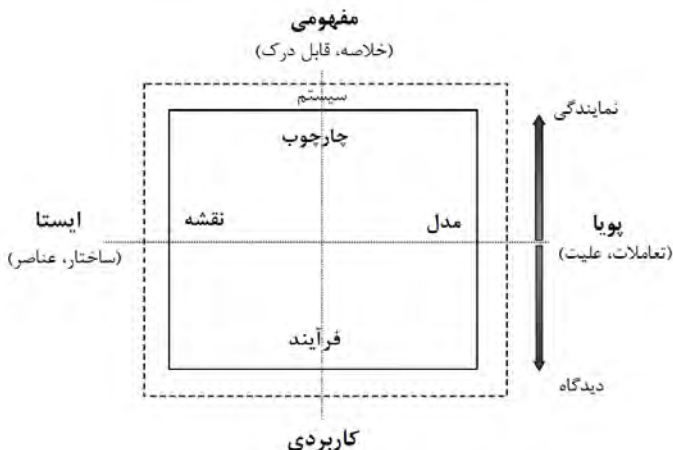 مفهومی
(خلاصه، قابل درک)
سیستم
نمایندگی
چارچوب
ایستا
نقشه
مدل
پویا
(ساختار، عناصر)
(تعاملات، علیت)
فرآیند
دیدگاه
کاربردی